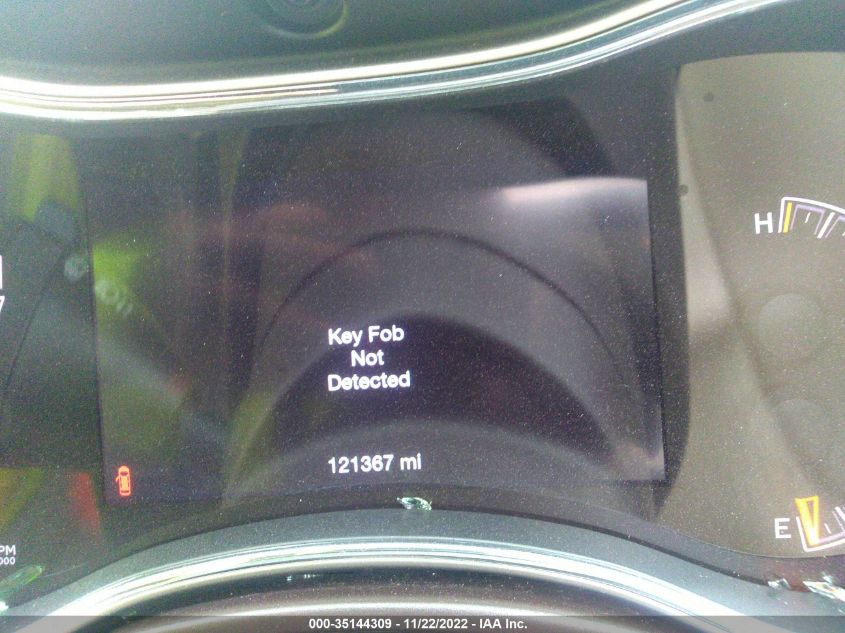 H
Key Fob
Not
Detected
121367 mi
E
000-35144309 - 11/22/2022 - IAA Inc.